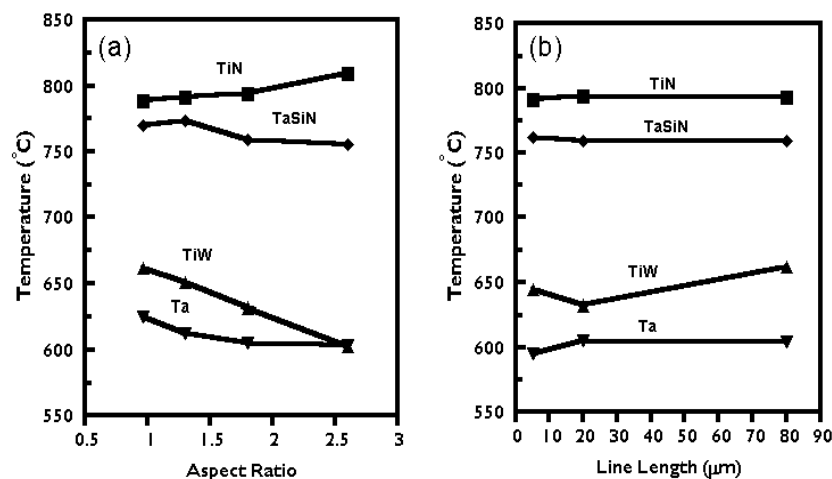 (a)
850
800
750
700
650
600
550
Temperature (°C)
TiN
TaSiN
TiW
Ta
0.5 1 1.5 2 2.5 3
Aspect Ratio
(b)
850
800
750
700
650
600
550
Temperature (°C)
TiN
TaSiN
TiW
Ta
0 10 20 30 40 50 60 70 80 90
Line Length (μm)